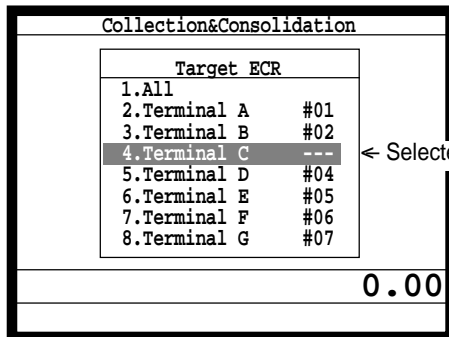 Collection&Consolidation
Target ECR
1.All
2.Terminal A #01
3.Terminal B #02
4.Terminal C ---
5.Terminal D #04
6.Terminal E #05
7.Terminal F #06
8.Terminal G #07
0.00